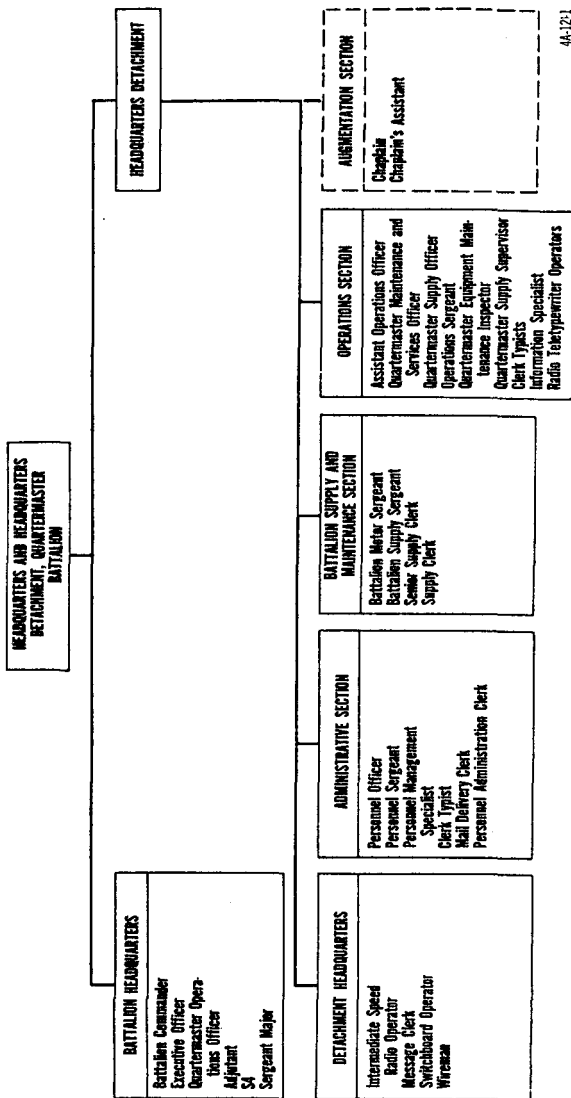 HEADQUARTERS AND HEADQUARTERS
DETACHMENT, QUARTERMASTER
BATTALION
BATTALION HEADQUARTERS
Battalion Commander
Executive Officer
Quartermaster Opera-
tions Officer
Adjutant
S4
Sergeant Major
HEADQUARTERS DETACHMENT
DETACHMENT HEADQUARTERS
Intermediate Speed
Radio Operator
Message Clerk
Switchboard Operator
Wireman
ADMINISTRATIVE SECTION
Personnel Officer
Personnel Sergeant
Personnel Management
Specialist
Clerk Typist
Mail Delivery Clerk
Personnel Administration Clerk
BATTALION SUPPLY AND
MAINTENANCE SECTION
Battalion Motor Sergeant
Battalion Supply Sergeant
Senior Supply Clerk
Supply Clerk
OPERATIONS SECTION
Assistant Operations Officer
Quartermaster Maintenance and
Services Officer
Quartermaster Supply Officer
Operations Sergeant
Quartermaster Equipment Main-
tenance Inspector
Quartermaster Supply Supervisor
Clerk Typists
Information Specialist
Radio Teletypewriter Operators
AUGMENTATION SECTION
Chaplain
Chaplain's Assistant